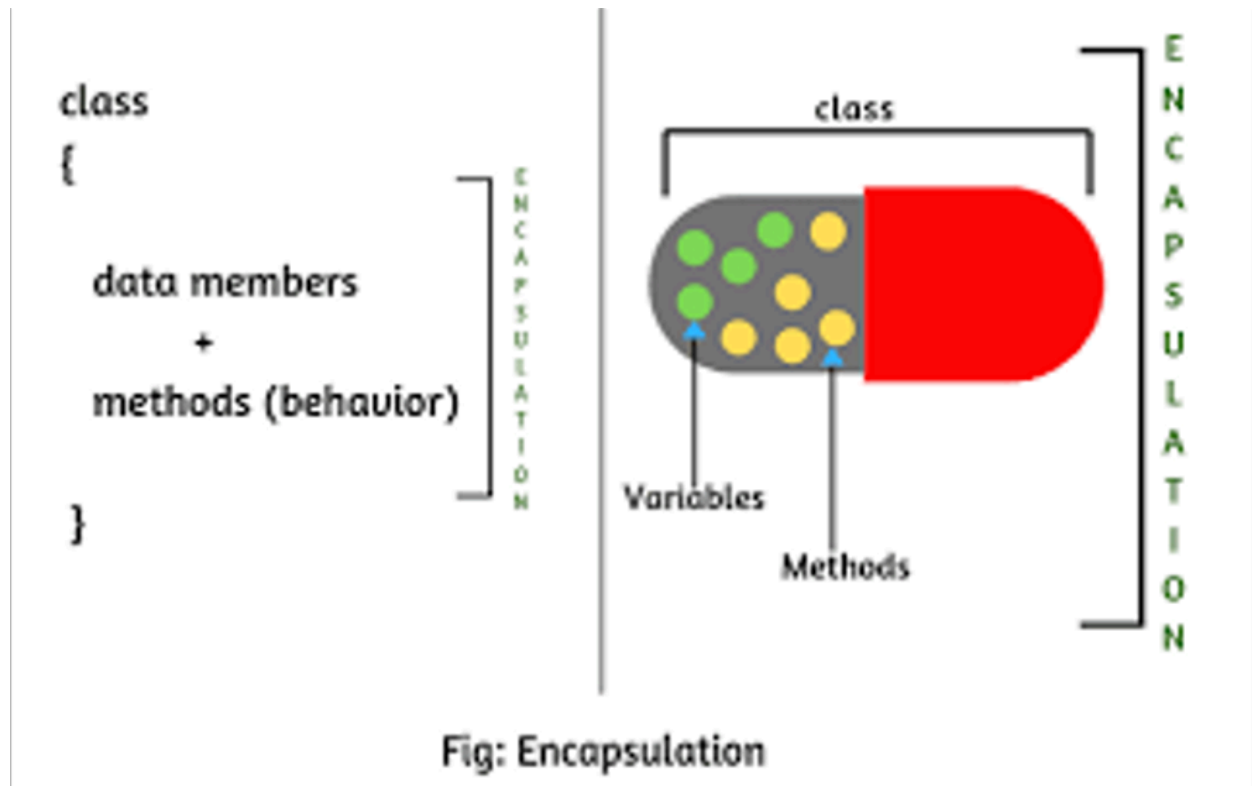 class
{
data members
+
methods (behavior)
}
ENCAPSULATION
class
Variables
Methods
ENCAPSULATION
Fig: Encapsulation